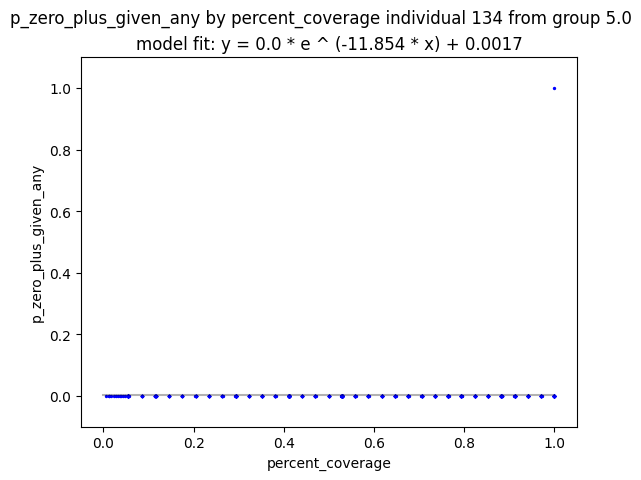 p_zero_plus_given_any by percent_coverage individual 134 from group 5.0
model fit: y = 0.0 * e ^ (-11.854 * x) + 0.0017
p_zero_plus_given_any
1.0
0.8
0.6
0.4
0.2
0.0
0.0 0.2 0.4 0.6 0.8 1.0
percent_coverage